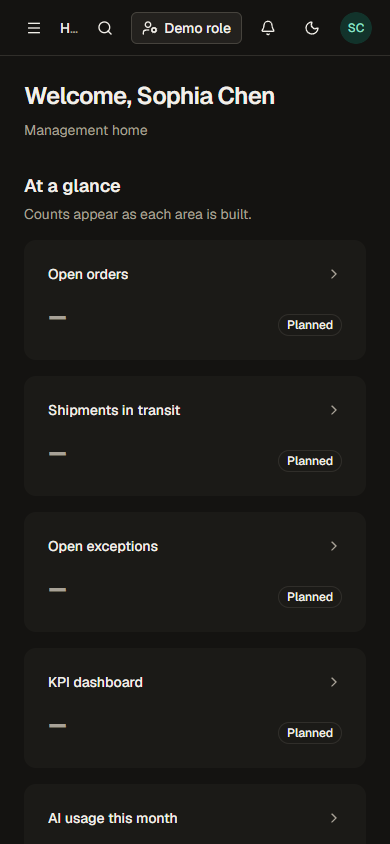 H...
Demo role
SC
Welcome, Sophia Chen
Management home
At a glance
Counts appear as each area is built.
Open orders
—
Planned
Shipments in transit
—
Planned
Open exceptions
—
Planned
KPI dashboard
—
Planned
AI usage this month